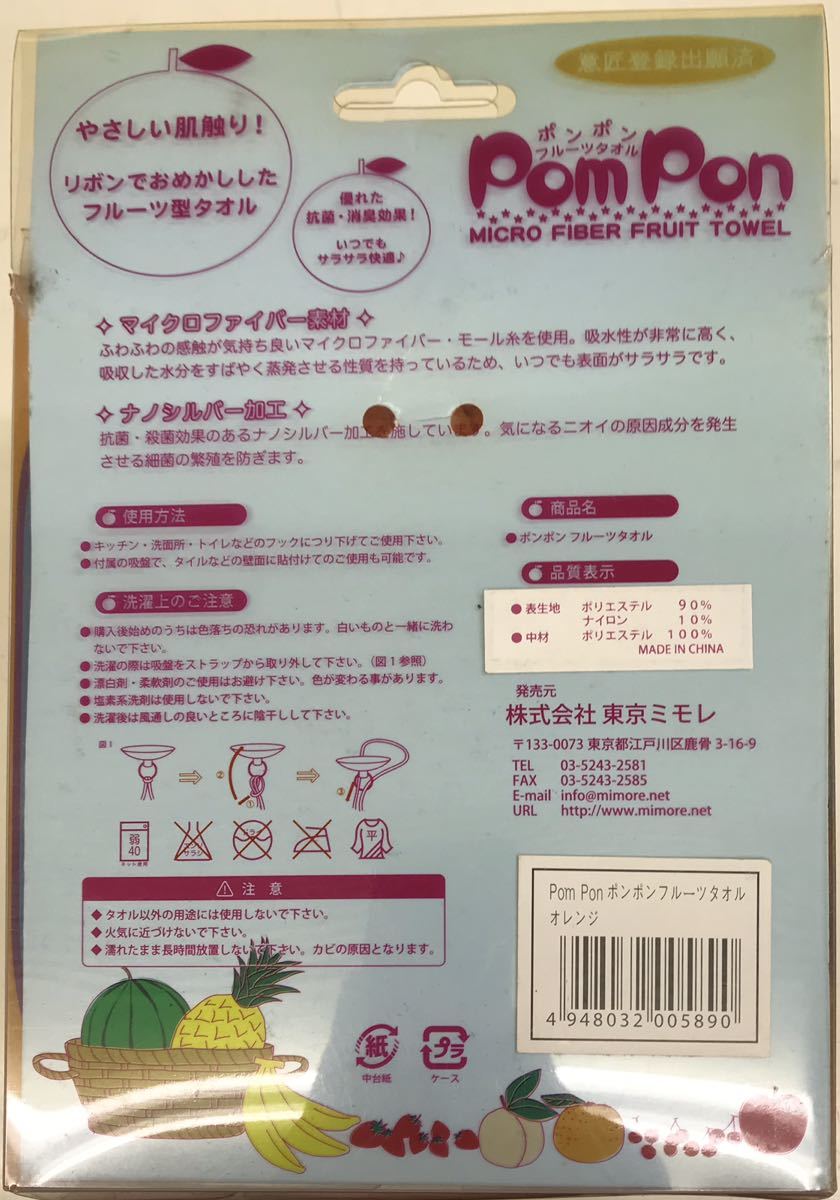 意匠登録出願済
やさしい肌触り!
リボンでおめかしした
フルーツ型タオル
優れた
抗菌・消臭効果!
いつでも
サラサラ快適♪
ポンポン
フルーツタオル
Pom Pon
MICRO FIBER FRUIT TOWEL
マイクロファイバー素材
ふわふわの感触が気持ち良いマイクロファイバー・モール糸を使用。吸水性が非常に高く、
吸収した水分をすばやく蒸発させる性質を持っているため、いつでも表面がサラサラです。
ナノシルバー加工
抗菌・殺菌効果のあるナノシルバー加工を施しています。気になるニオイの原因成分を発生
させる細菌の繁殖を防ぎます。
使用方法
●キッチン・洗面所・トイレなどのフックにつり下げてご使用下さい。
●付属の吸盤で、タイルなどの壁面に貼付けてのご使用も可能です。
洗濯上のご注意
●購入後始めのうちは色落ちの恐れがあります。白いものと一緒に洗わ
ないで下さい。
●洗濯の際は吸盤をストラップから取り外して下さい。(図1参照)
●漂白剤・柔軟剤のご使用はお避け下さい。色が変わる事があります。
●塩素系洗剤は使用しないで下さい。
●洗濯後は風通しの良いところに陰干しして下さい。
図1
② ① ③
弱
40
ネット使用
エンソ
サラシ
ドライ
平
注意
◆タオル以外の用途には使用しないで下さい。
◆火気に近づけないで下さい。
◆濡れたまま長時間放置しないで下さい。カビの原因となります。
商品名
●ポンポン フルーツタオル
品質表示
●表生地 ポリエステル 90%
ナイロン 10%
●中材 ポリエステル 100%
MADE IN CHINA
発売元
株式会社 東京ミモレ
〒133-0073 東京都江戸川区鹿骨 3-16-9
TEL 03-5243-2581
FAX 03-5243-2585
E-mail info@mimore.net
URL http://www.mimore.net
Pom Pon ポンポンフルーツタオル
オレンジ
4 948032 005890
紙
中台紙
プラ
ケース